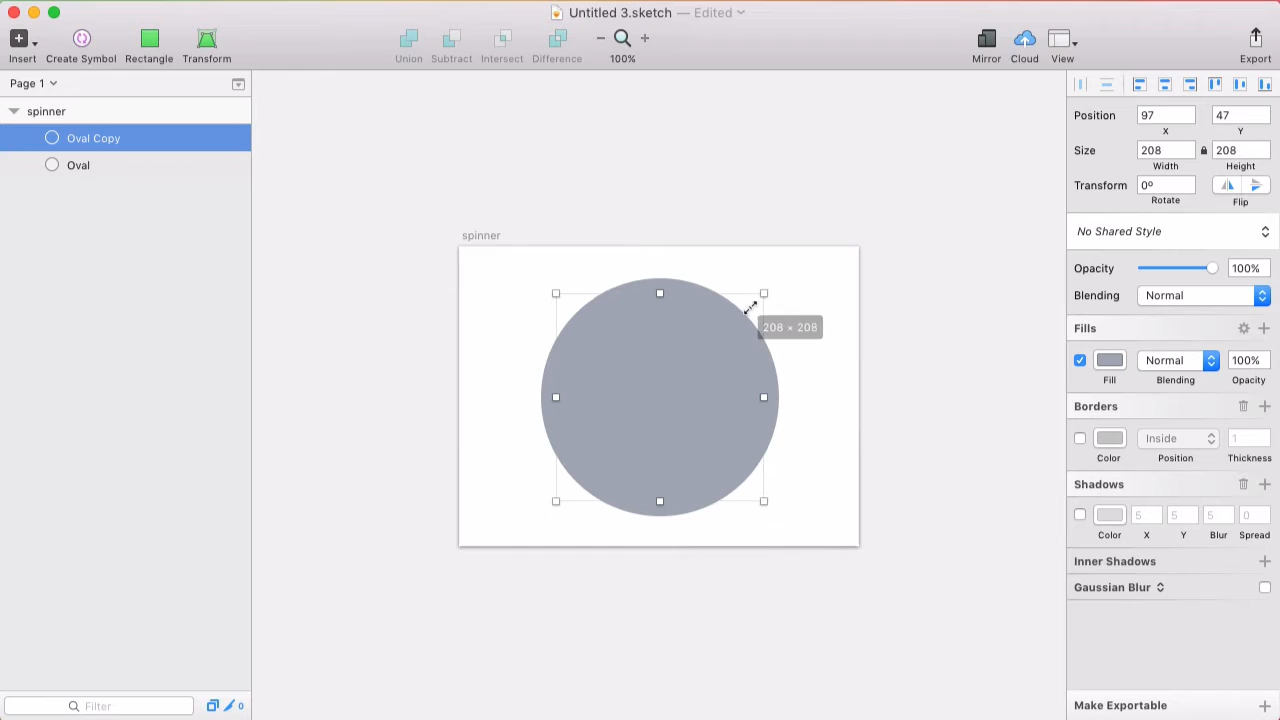 Untitled 3.sketch — Edited
Insert Create Symbol Rectangle Transform Union Subtract Intersect Difference 100% Mirror Cloud View Export
Page 1
spinner
Oval Copy
Oval
Filter
0
spinner
208 × 208
Position 97 47
X Y
Size 208 208
Width Height
Transform 0º
Rotate Flip
No Shared Style
Opacity 100%
Blending Normal
Fills
Normal 100%
Fill Blending Opacity
Borders
Inside 1
Color Position Thickness
Shadows
5 5 5 0
Color X Y Blur Spread
Inner Shadows
Gaussian Blur
Make Exportable